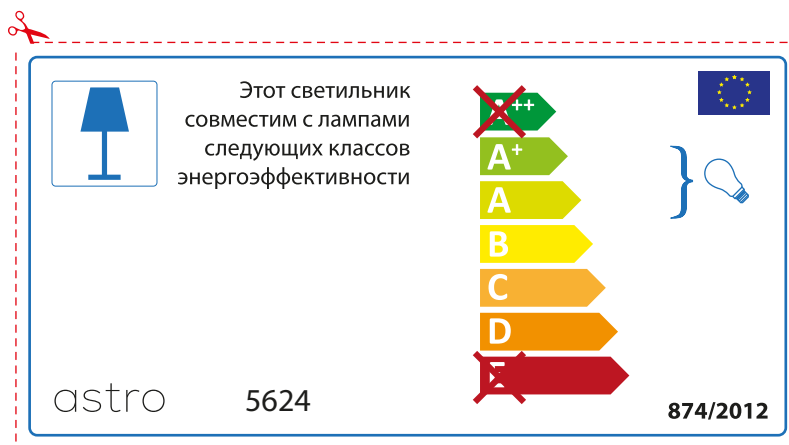 Этот светильник
совместим с лампами
следующих классов
энергоэффективности
A++
A+
A
B
C
D
E
astro
5624
874/2012